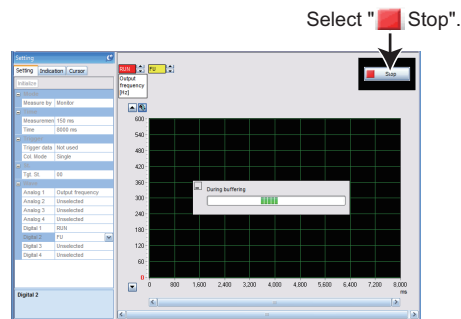 Select " Stop".
Setting
Setting Indication Cursor
Initialize
Measure by Monitor
Measurement 150 ms
Time 8000 ms
Trigger data Not used
Col. Mode Single
Tgt. St. 00
Analog 1 Output frequency
Analog 2 Unselected
Analog 3 Unselected
Analog 4 Unselected
Digital 1 RUN
Digital 2 FU
Digital 3 Unselected
Digital 4 Unselected
Digital 2
RUN FU
Output
frequency
[Hz]
Stop
600
540
480
420
360
300
240
180
120
60
0
During buffering
0 800 1,600 2,400 3,200 4,000 4,800 5,600 6,400 7,200 8,000
ms